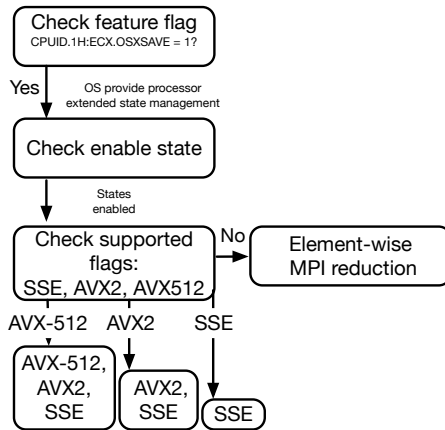 Check feature flag
CPUID.1H:ECX.OSXSAVE = 1?
Yes
OS provide processor
extended state management
Check enable state
States
enabled
Check supported
flags:
SSE, AVX2, AVX512
No
Element-wise
MPI reduction
AVX-512
AVX2
SSE
AVX-512,
AVX2,
SSE
AVX2,
SSE
SSE